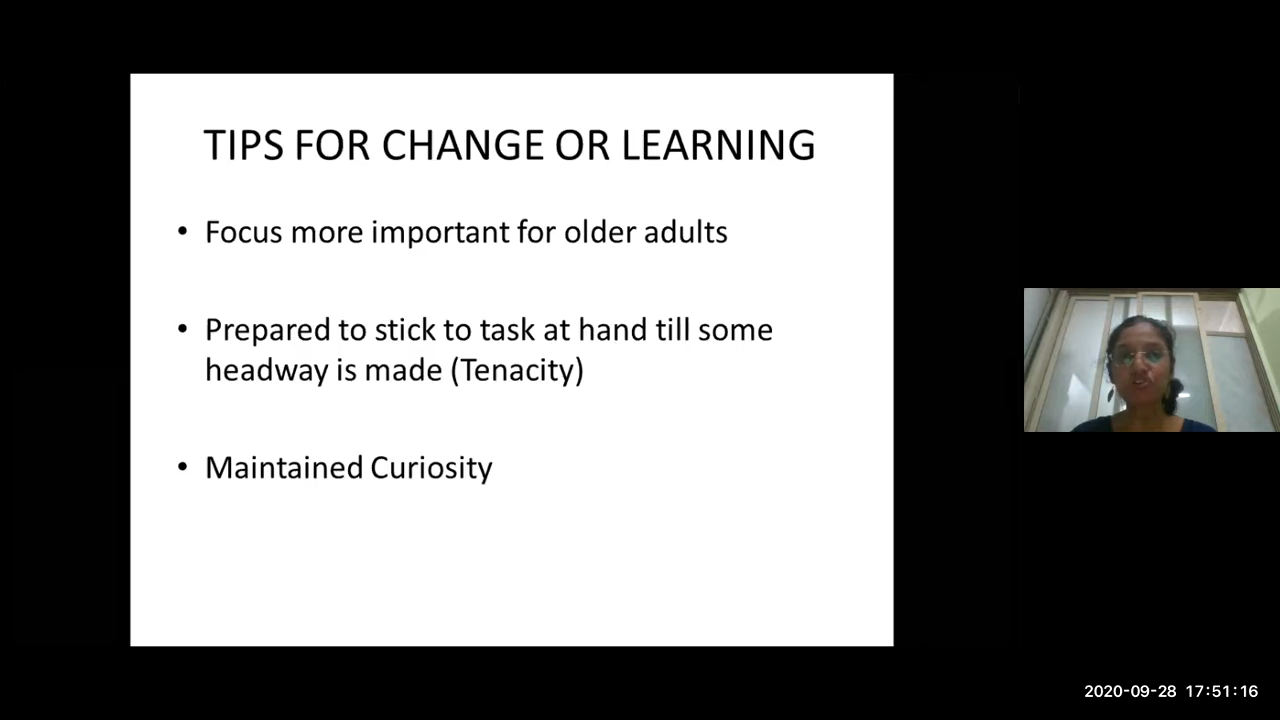 TIPS FOR CHANGE OR LEARNING
• Focus more important for older adults
• Prepared to stick to task at hand till some
headway is made (Tenacity)
• Maintained Curiosity
2020-09-28 17:51:16